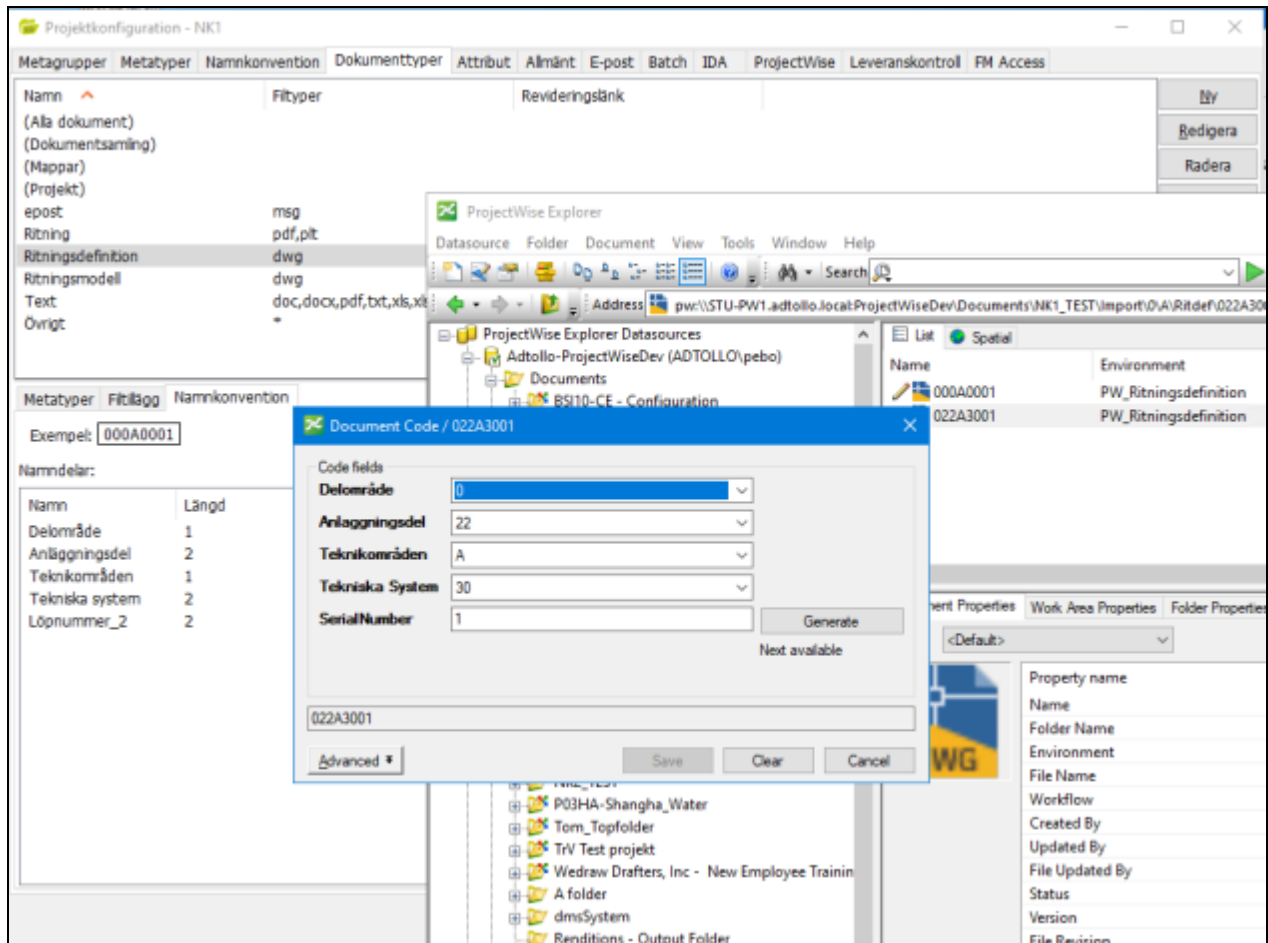 Projektkonfiguration - NK1
Metagrupper Metatyper Namnkonvention Dokumenttyper Attribut Allmänt E-post Batch IDA ProjectWise Leveranskontroll FM Access
Namn Filtyper Revideringslänk
Ny
(Alla dokument)
Redigera
(Dokumentsamling)
(Mappar)
Radera
(Projekt)
epost msg
Ritning pdf,plt
Ritningsdefinition dwg
Ritningsmodell dwg
Text doc,docx,pdf,txt,xls,xls
Övrigt *
Metatyper Filtillägg Namnkonvention
Exempel: 000A0001
Namndelar:
Namn Längd
Delområde 1
Anläggningsdel 2
Teknikområden 1
Tekniska system 2
Löpnummer_2 2
ProjectWise Explorer
Datasource Folder Document View Tools Window Help
Search
Address pw:\\STU-PW1.adtollo.local:ProjectWiseDev\Documents\NK1_TEST\Import\0\A\Ritdef\022A300
ProjectWise Explorer Datasources
Adtollo-ProjectWiseDev (ADTOLLO\pebo)
Documents
BSI10-CE - Configuration
List Spatial
Name Environment
000A0001 PW_Ritningsdefinition
022A3001 PW_Ritningsdefinition
Document Code / 022A3001
Code fields
Delområde 0
Anlaggningsdel 22
Teknikområden A
Tekniska System 30
SerialNumber 1
Generate
Next available
022A3001
Advanced Save Clear Cancel
P03HA-Shangha_Water
Tom_Topfolder
TrV Test projekt
Wedraw Drafters, Inc - New Employee Trainin
A folder
dmsSystem
Renditions - Output Folder
ent Properties Work Area Properties Folder Properties
<Default>
WG
Property name
Name
Folder Name
Environment
File Name
Workflow
Created By
Updated By
File Updated By
Status
Version
File Revision